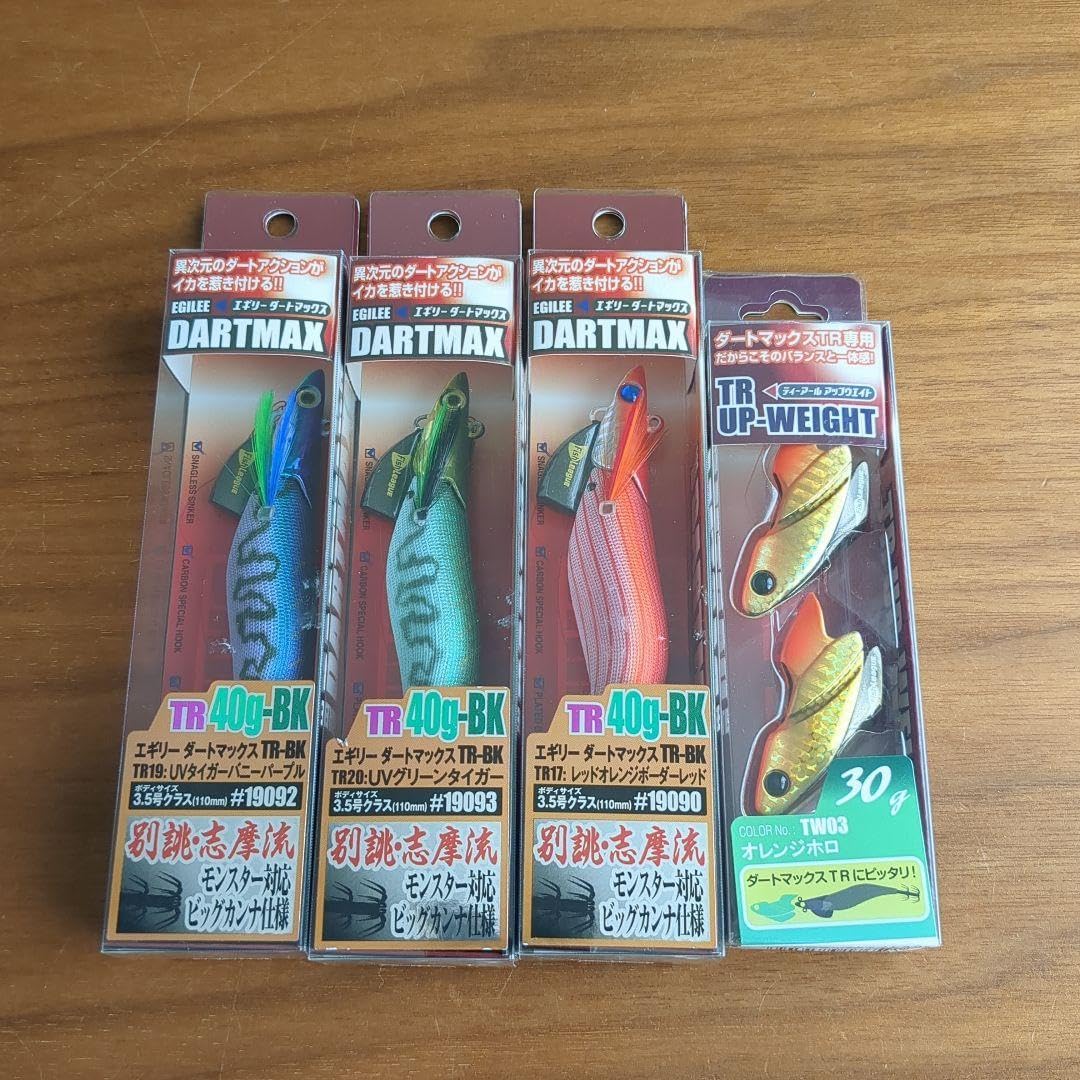 異次元のダートアクションが
イカを惹き付ける!!
EGILEE エギリー ダートマックス
DARTMAX
FishLeague
SNAGLESS SINKER
CARBON SPECIAL HOOK
TR 40g-BK
エギリー ダートマックス TR-BK
TR19: UVタイガーバニーパープル
ボディサイズ
3.5号クラス(110mm) #19092
別誂・志摩流
モンスター対応
ビッグカンナ仕様
異次元のダートアクションが
イカを惹き付ける!!
EGILEE エギリー ダートマックス
DARTMAX
FishLeague
SNAGLESS SINKER
CARBON SPECIAL HOOK
TR 40g-BK
エギリー ダートマックス TR-BK
TR20: UVグリーンタイガー
ボディサイズ
3.5号クラス(110mm) #19093
別誂・志摩流
モンスター対応
ビッグカンナ仕様
異次元のダートアクションが
イカを惹き付ける!!
EGILEE エギリー ダートマックス
DARTMAX
FishLeague
SNAGLESS SINKER
CARBON SPECIAL HOOK
TR 40g-BK
エギリー ダートマックス TR-BK
TR17: レッドオレンジボーダーレッド
ボディサイズ
3.5号クラス(110mm) #19090
別誂・志摩流
モンスター対応
ビッグカンナ仕様
ダートマックスTR専用
だからこそのバランスと一体感!
TR ティーアール アップウエイト
UP-WEIGHT
30g
COLOR No.: TW03
オレンジホロ
ダートマックスTRにピッタリ!